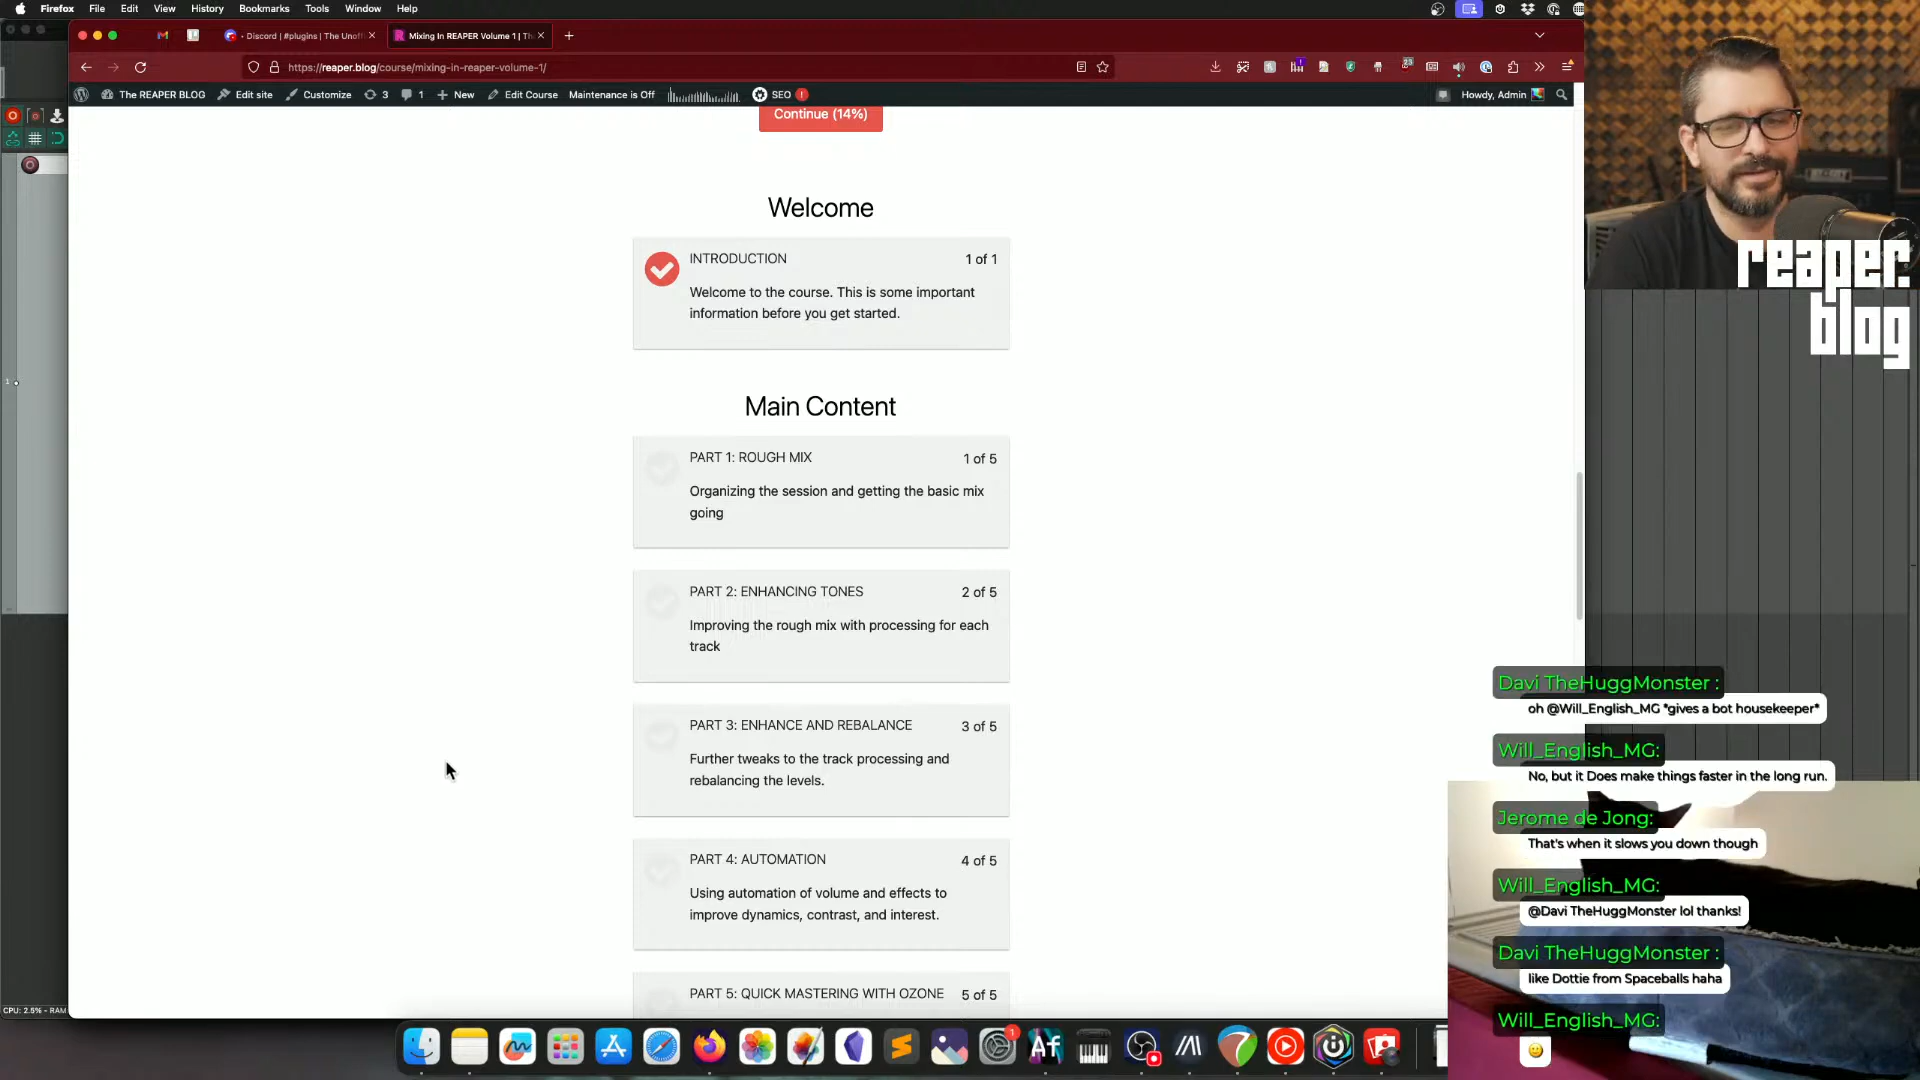 Firefox File Edit View History Bookmarks Tools Window Help
Discord | #plugins | The Unof
Mixing In REAPER Volume 1 | Th
https://reaper.blog/course/mixing-in-reaper-volume-1/
23
The REAPER BLOG Edit site Customize 3 1 New Edit Course Maintenance is Off SEO ! Howdy, Admin
Continue (14%)
Welcome
INTRODUCTION 1 of 1
Welcome to the course. This is some important
information before you get started.
Main Content
PART 1: ROUGH MIX 1 of 5
Organizing the session and getting the basic mix
going
PART 2: ENHANCING TONES 2 of 5
Improving the rough mix with processing for each
track
PART 3: ENHANCE AND REBALANCE 3 of 5
Further tweaks to the track processing and
rebalancing the levels.
PART 4: AUTOMATION 4 of 5
Using automation of volume and effects to
improve dynamics, contrast, and interest.
PART 5: QUICK MASTERING WITH OZONE 5 of 5
1
CPU: 2.5% - RAM
reaper.
blog
Davi TheHuggMonster :
oh @Will_English_MG *gives a bot housekeeper*
Will_English_MG:
No, but it Does make things faster in the long run.
Jerome de Jong:
That's when it slows you down though
Will_English_MG:
@Davi TheHuggMonster lol thanks!
Davi TheHuggMonster :
like Dottie from Spaceballs haha
Will_English_MG:
1
Af